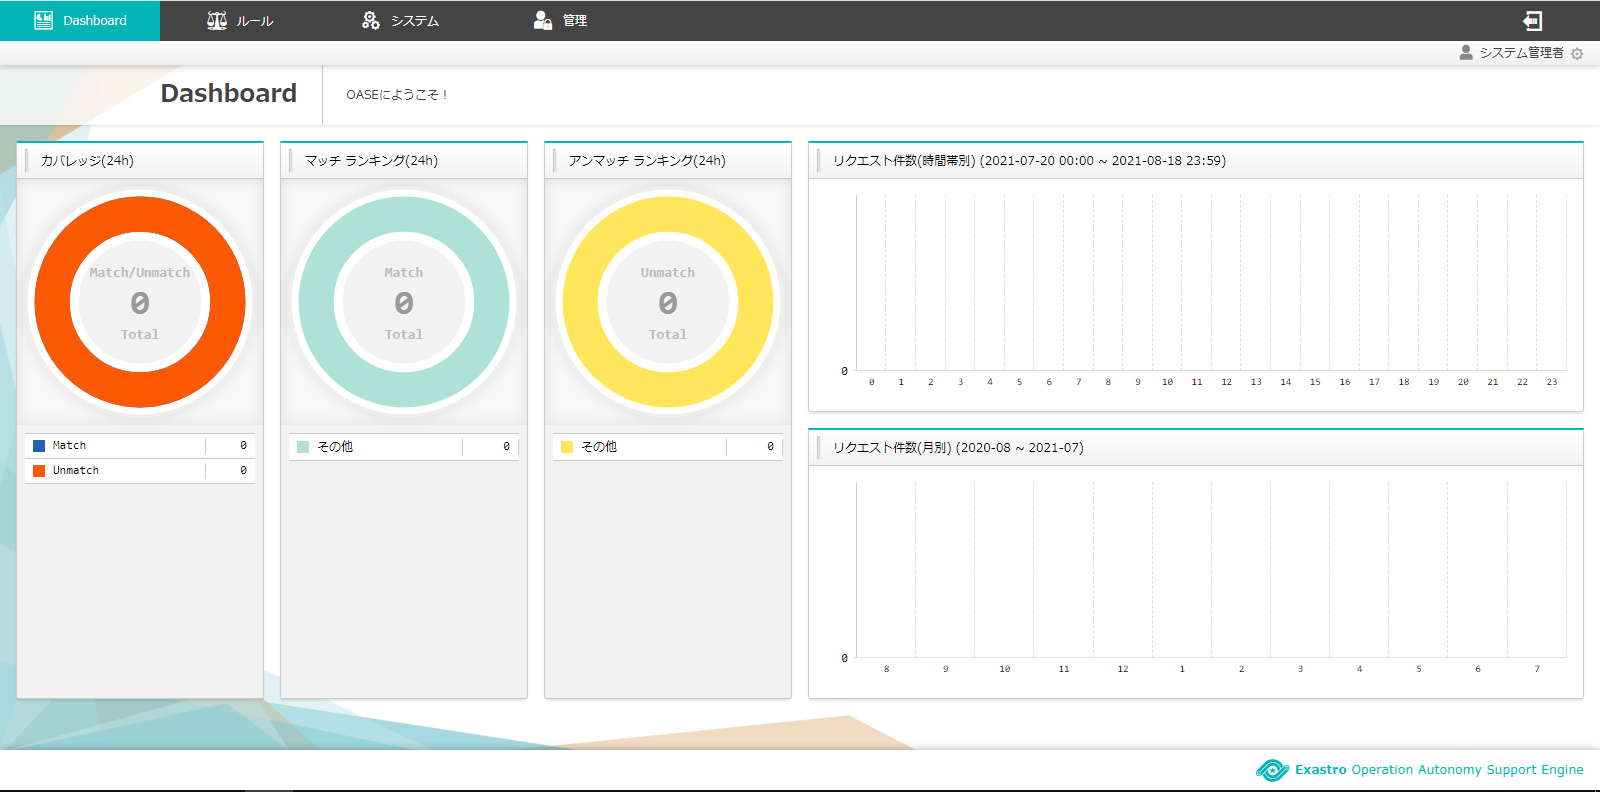 Dashboard
ルール
システム
管理
システム管理者
Dashboard
OASEにようこそ！
カバレッジ(24h)
Match/Unmatch
0
Total
Match 0
Unmatch 0
マッチ ランキング(24h)
Match
0
Total
その他 0
アンマッチ ランキング(24h)
Unmatch
0
Total
その他 0
リクエスト件数(時間帯別) (2021-07-20 00:00 ~ 2021-08-18 23:59)
0
0 1 2 3 4 5 6 7 8 9 10 11 12 13 14 15 16 17 18 19 20 21 22 23
リクエスト件数(月別) (2020-08 ~ 2021-07)
0
8 9 10 11 12 1 2 3 4 5 6 7
Exastro Operation Autonomy Support Engine